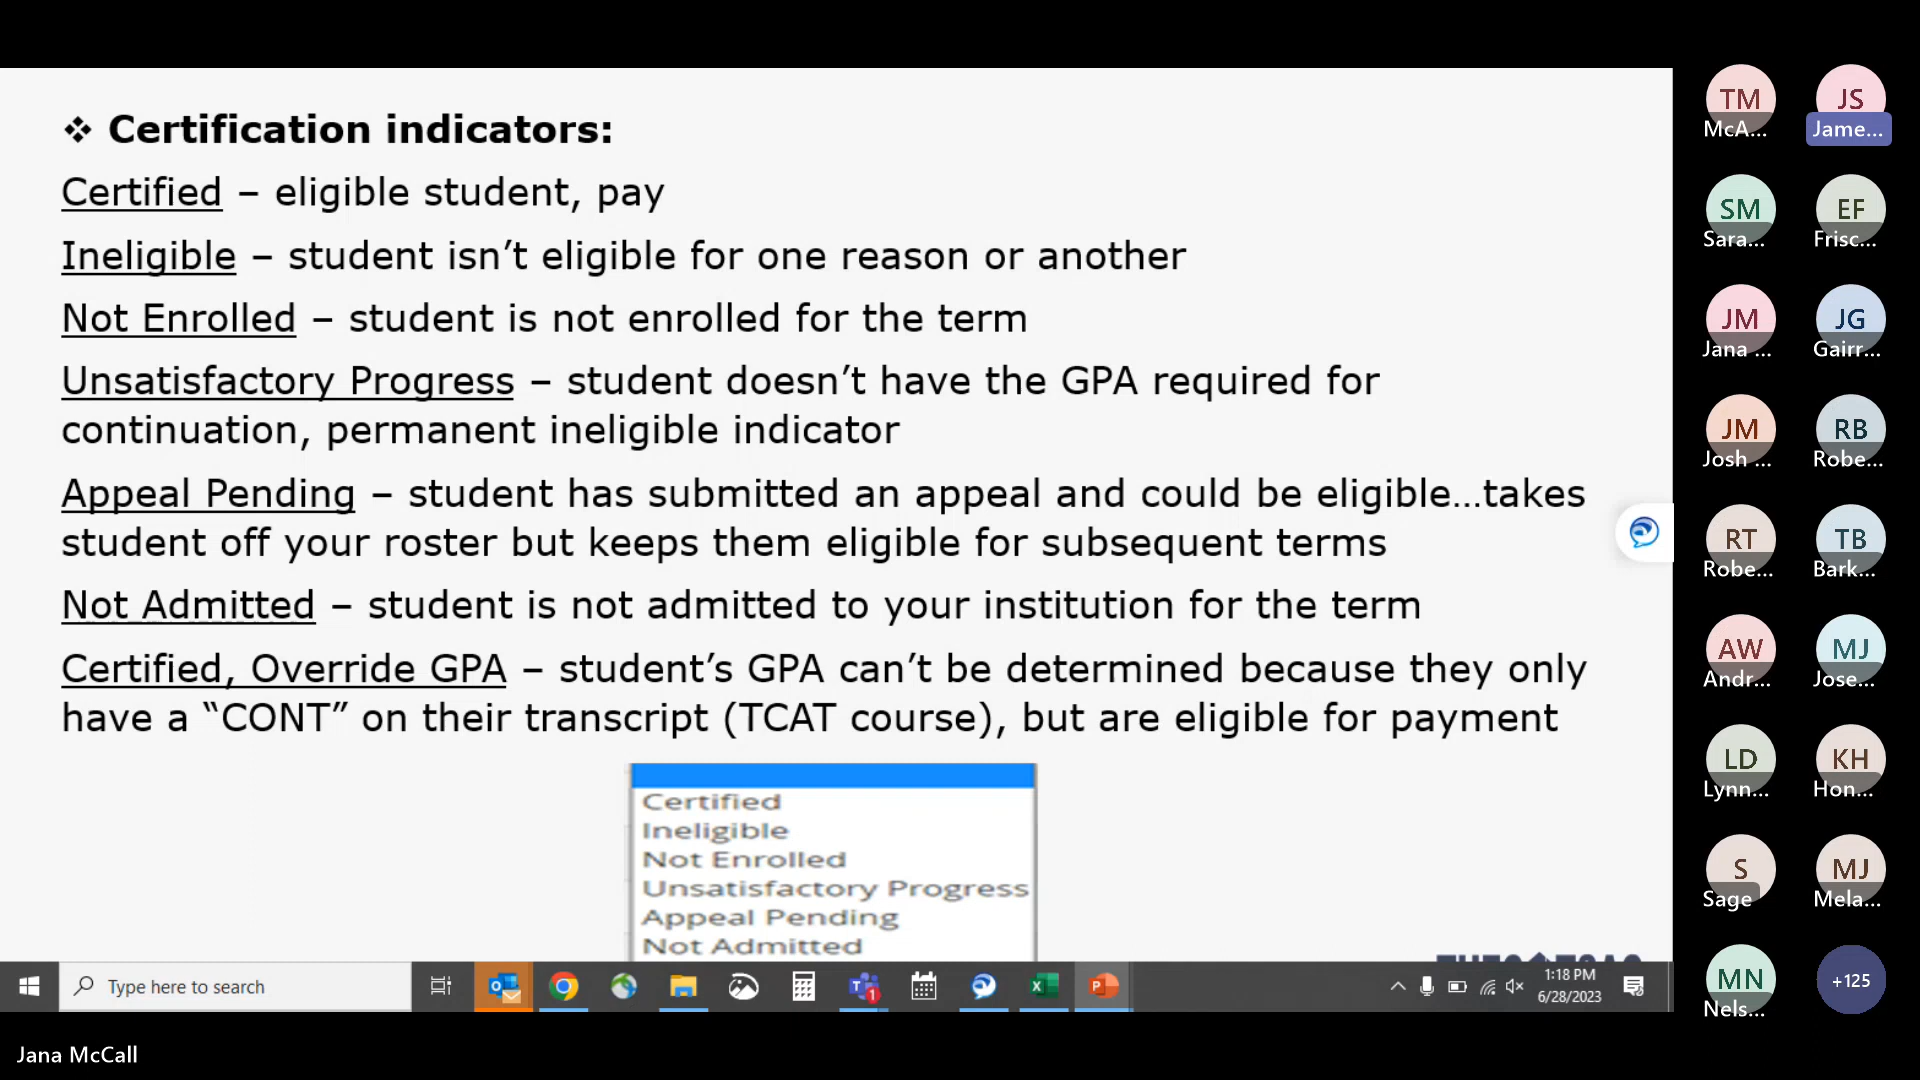 ❖ Certification indicators:
Certified – eligible student, pay
Ineligible – student isn’t eligible for one reason or another
Not Enrolled – student is not enrolled for the term
Unsatisfactory Progress – student doesn’t have the GPA required for
continuation, permanent ineligible indicator
Appeal Pending – student has submitted an appeal and could be eligible…takes
student off your roster but keeps them eligible for subsequent terms
Not Admitted – student is not admitted to your institution for the term
Certified, Override GPA – student’s GPA can’t be determined because they only
have a “CONT” on their transcript (TCAT course), but are eligible for payment
Certified
Ineligible
Not Enrolled
Unsatisfactory Progress
Appeal Pending
Not Admitted
Type here to search
1
1:18 PM
6/28/2023
Jana McCall
TM
McA...
JS
Jame...
SM
Sara...
EF
Frisc...
JM
Jana ...
JG
Gairr...
JM
Josh ...
RB
Robe...
RT
Robe...
TB
Bark...
AW
Andr...
MJ
Jose...
LD
Lynn...
KH
Hon...
S
Sage
MJ
Mela...
MN
Nels...
+125